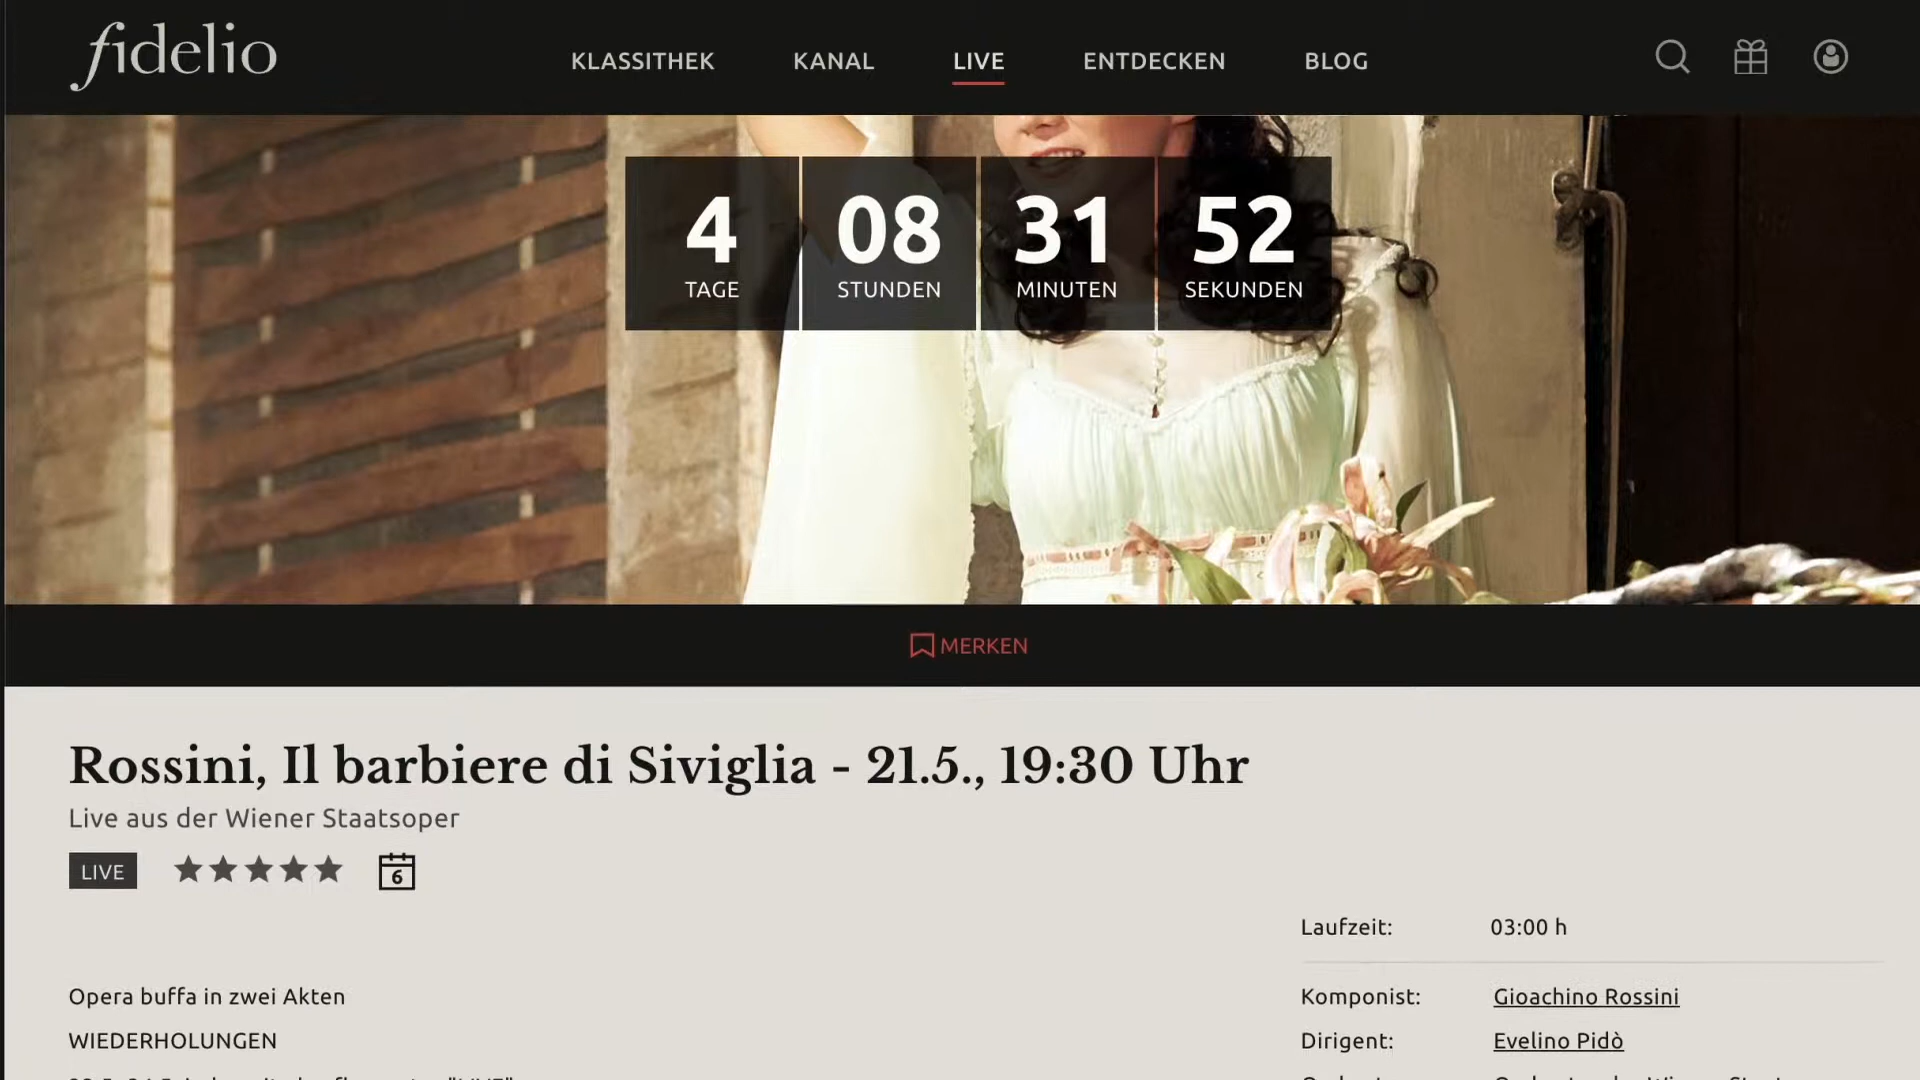 fidelio
KLASSITHEK KANAL LIVE ENTDECKEN BLOG
4 08 31 52
TAGE STUNDEN MINUTEN SEKUNDEN
MERKEN
Rossini, Il barbiere di Siviglia - 21.5., 19:30 Uhr
Live aus der Wiener Staatsoper
LIVE 6
Laufzeit: 03:00 h
Opera buffa in zwei Akten
Komponist: Gioachino Rossini
WIEDERHOLUNGEN
Dirigent: Evelino Pidò